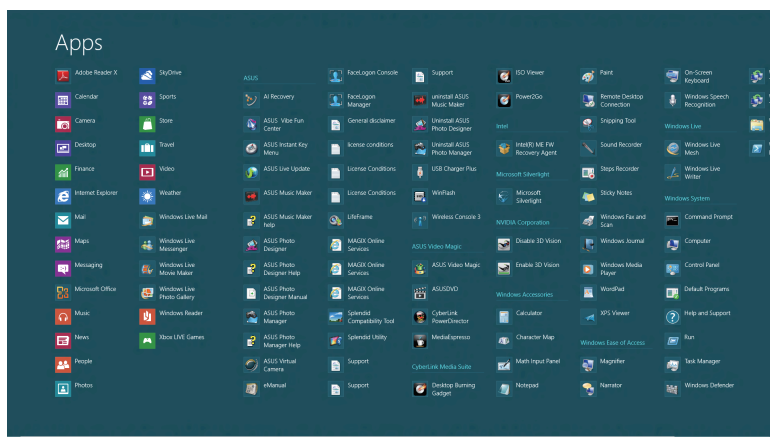 Apps
Adobe Reader X
Calendar
Camera
Desktop
Finance
Internet Explorer
Mail
Maps
Messaging
Microsoft Office
Music
News
People
Photos
SkyDrive
Sports
Store
Travel
Video
Weather
Windows Live Mail
Windows Live
Messenger
Windows Live
Movie Maker
Windows Live
Photo Gallery
Windows Reader
Xbox LIVE Games
ASUS
AI Recovery
ASUS Vibe Fun
Center
ASUS Instant Key
Menu
ASUS Live Update
ASUS Music Maker
ASUS Music Maker
help
ASUS Photo
Designer
ASUS Photo
Designer Help
ASUS Photo
Designer Manual
ASUS Photo
Manager
ASUS Photo
Manager Help
ASUS Virtual
Camera
eManual
FaceLogon Console
FaceLogon
Manager
General disclaimer
license conditions
License Conditions
License Conditions
LifeFrame
MAGIX Online
Services
MAGIX Online
Services
MAGIX Online
Services
Splendid
Compatibility Tool
Splendid Utility
Support
Support
Support
uninstall ASUS
Music Maker
Uninstall ASUS
Photo Designer
Uninstall ASUS
Photo Manager
USB Charger Plus
WinFlash
Wireless Console 3
ASUS Video Magic
ASUS Video Magic
ASUSDVD
CyberLink
PowerDirector
MediaEspresso
CyberLink Media Suite
Desktop Burning
Gadget
ISO Viewer
Power2Go
Intel
Intel(R) ME FW
Recovery Agent
Microsoft Silverlight
Microsoft
Silverlight
NVIDIA Corporation
Disable 3D Vision
Enable 3D Vision
Windows Accessories
Calculator
Character Map
Math Input Panel
Notepad
Paint
Remote Desktop
Connection
Snipping Tool
Sound Recorder
Steps Recorder
Sticky Notes
Windows Fax and
Scan
Windows Journal
Windows Media
Player
WordPad
XPS Viewer
Windows Ease of Access
Magnifier
Narrator
On-Screen
Keyboard
Windows Speech
Recognition
Windows Live
Windows Live
Mesh
Windows Live
Writer
Windows System
Command Prompt
Computer
Control Panel
Default Programs
Help and Support
Run
Task Manager
Windows Defender